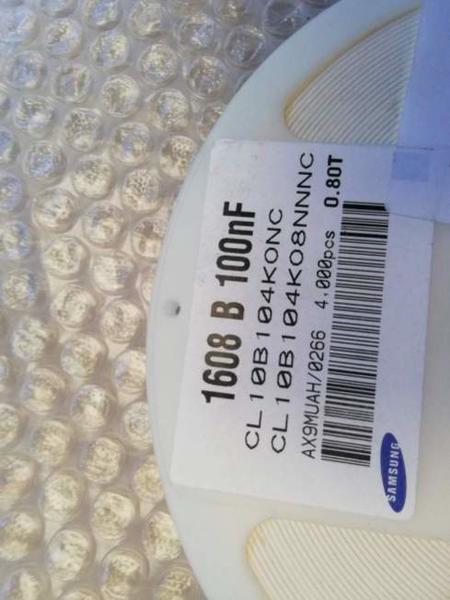 1608 B 100nF
CL10B104KONC
CL10B104KO8NNNC
AX9MUAH/0266 4,000pcs 0.80T
SAMSUNG